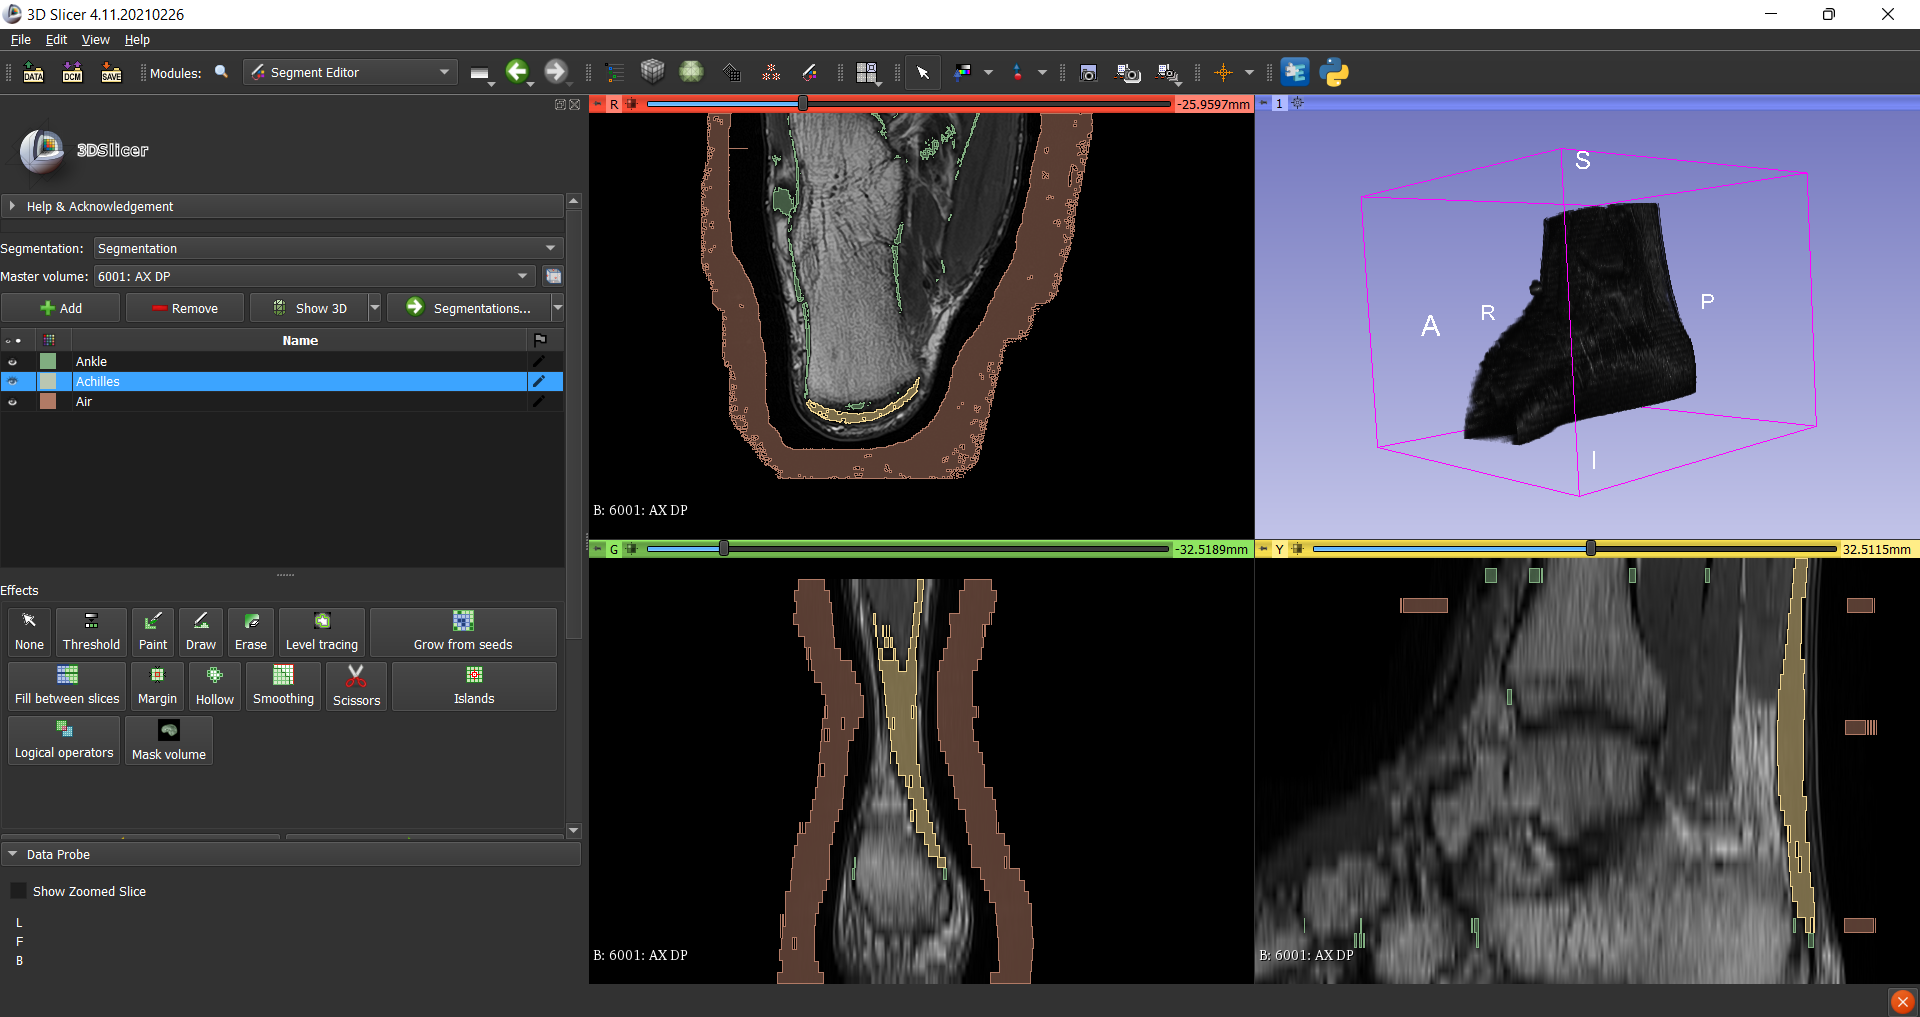 3D Slicer 4.11.20210226
File Edit View Help
DATA DCM SAVE Modules: Segment Editor
R -25.9597mm 1
3DSlicer
Help & Acknowledgement
Segmentation: Segmentation
Master volume: 6001: AX DP
Add Remove Show 3D Segmentations...
Name
Ankle
Achilles
Air
S
R
A
P
I
B: 6001: AX DP
G -32.5189mm Y 32.5115mm
Effects
None Threshold Paint Draw Erase Level tracing Grow from seeds
Fill between slices Margin Hollow Smoothing Scissors Islands
Logical operators Mask volume
Data Probe
Show Zoomed Slice
L
F
B
B: 6001: AX DP
B: 6001: AX DP